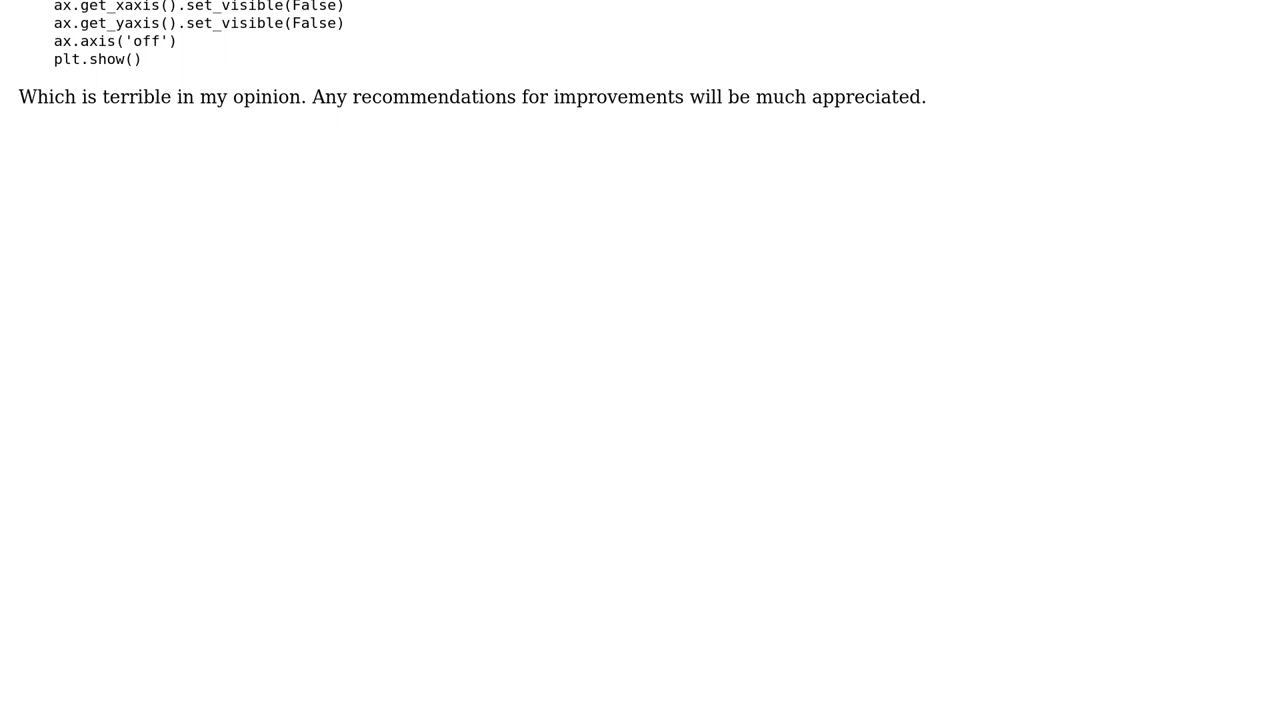 ax.get_xaxis().set_visible(False)
ax.get_yaxis().set_visible(False)
ax.axis('off')
plt.show()
Which is terrible in my opinion. Any recommendations for improvements will be much appreciated.